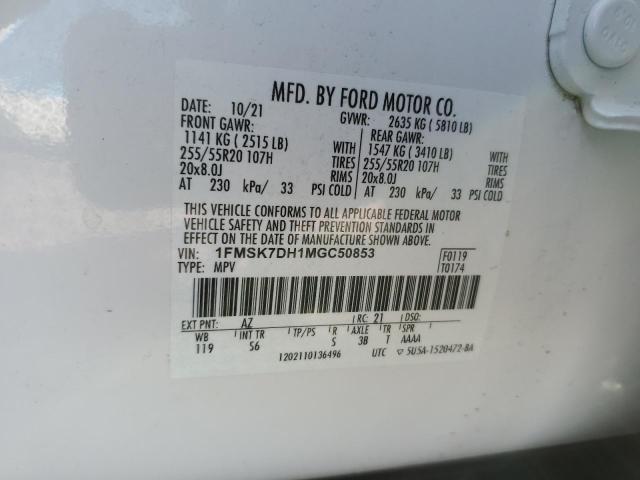 MFD. BY FORD MOTOR CO.
DATE: 10/21 GVWR: 2635 KG ( 5810 LB)
FRONT GAWR: REAR GAWR:
1141 KG ( 2515 LB) WITH 1547 KG ( 3410 LB) WITH
255/55R20 107H TIRES 255/55R20 107H TIRES
20x8.0J RIMS 20x8.0J RIMS
AT 230 kPa/ 33 PSI COLD AT 230 kPa/ 33 PSI COLD
THIS VEHICLE CONFORMS TO ALL APPLICABLE FEDERAL MOTOR
VEHICLE SAFETY AND THEFT PREVENTION STANDARDS IN
EFFECT ON THE DATE OF MANUFACTURE SHOWN ABOVE.
VIN: 1FMSK7DH1MGC50853 F0119
TYPE: MPV T0174
EXT PNT: AZ RC: 21 DSO:
WB INT TR TP/PS R AXLE TR SPR
119 S6 S 3B T AAAA
1202110136496 UTC ▽ 5U5A-1520472-BA